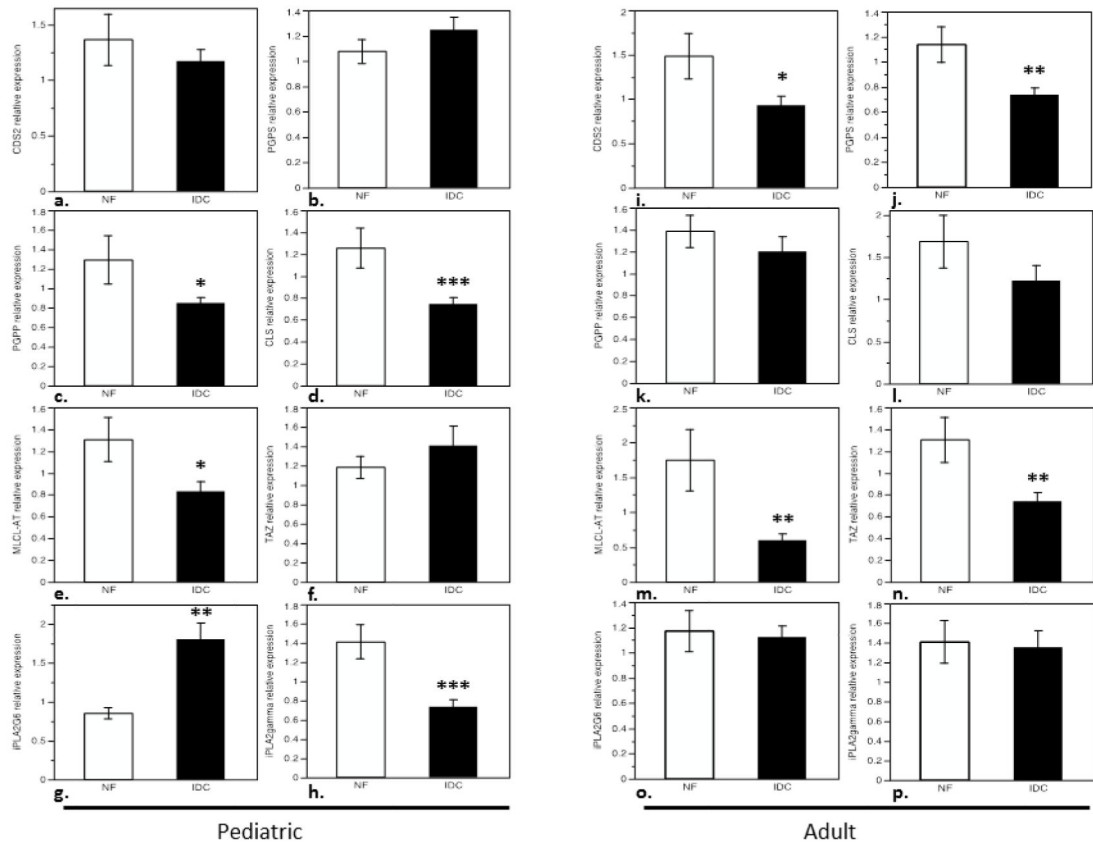 CDS2 relative expression
1.5
1
0.5
0
NF IDC
a.
PGPS relative expression
1.4
1.2
1
0.8
0.6
0.4
0.2
0
NF IDC
b.
CDS2 relative expression
2
1.5
1
0.5
0
*
NF IDC
i.
PGPS relative expression
1.4
1.2
1
0.8
0.6
0.4
0.2
0
**
NF IDC
j.
PGPP relative expression
1.8
1.6
1.4
1.2
1
0.8
0.6
0.4
0.2
0
*
NF IDC
c.
CLS relative expression
1.6
1.4
1.2
1
0.8
0.6
0.4
0.2
0
***
NF IDC
d.
PGPP relative expression
1.6
1.4
1.2
1
0.8
0.6
0.4
0.2
0
NF IDC
k.
CLS relative expression
2
1.5
1
0.5
0
NF IDC
l.
MLCL-AT relative expression
1.6
1.4
1.2
1
0.8
0.6
0.4
0.2
0
*
NF IDC
e.
TAZ relative expression
1.8
1.6
1.4
1.2
1
0.8
0.6
0.4
0.2
0
NF IDC
f.
MLCL-AT relative expression
2.5
2
1.5
1
0.5
0
**
NF IDC
m.
TAZ relative expression
1.6
1.4
1.2
1
0.8
0.6
0.4
0.2
0
**
NF IDC
n.
iPLA2G6 relative expression
2
1.5
1
0.5
0
**
NF IDC
g.
iPLA2gamma relative expression
1.8
1.6
1.4
1.2
1
0.8
0.6
0.4
0.2
0
***
NF IDC
h.
iPLA2G6 relative expression
1.4
1.2
1
0.8
0.6
0.4
0.2
0
NF IDC
o.
iPLA2gamma relative expression
1.8
1.6
1.4
1.2
1
0.8
0.6
0.4
0.2
0
NF IDC
p.
Pediatric
Adult